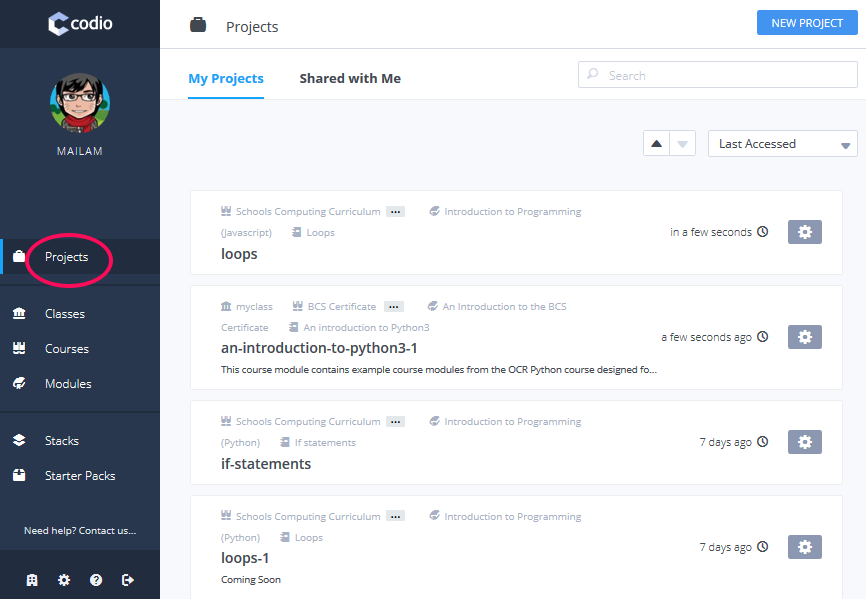 codio
MAILAM
Projects
Classes
Courses
Modules
Stacks
Starter Packs
Need help? Contact us...
Projects
NEW PROJECT
My Projects
Shared with Me
Search
Last Accessed
Schools Computing Curriculum ... Introduction to Programming
(Javascript) Loops
loops
in a few seconds
myclass BCS Certificate ... An Introduction to the BCS
Certificate An introduction to Python3
an-introduction-to-python3-1
This course module contains example course modules from the OCR Python course designed fo...
a few seconds ago
Schools Computing Curriculum ... Introduction to Programming
(Python) If statements
if-statements
7 days ago
Schools Computing Curriculum ... Introduction to Programming
(Python) Loops
loops-1
Coming Soon
7 days ago